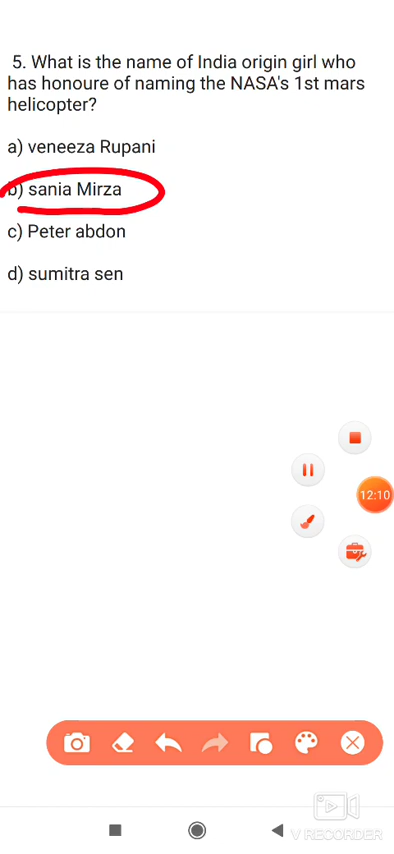 5. What is the name of India origin girl who
has honoure of naming the NASA's 1st mars
helicopter?
a) veneeza Rupani
b) sania Mirza
c) Peter abdon
d) sumitra sen
12:10
V RECORDER